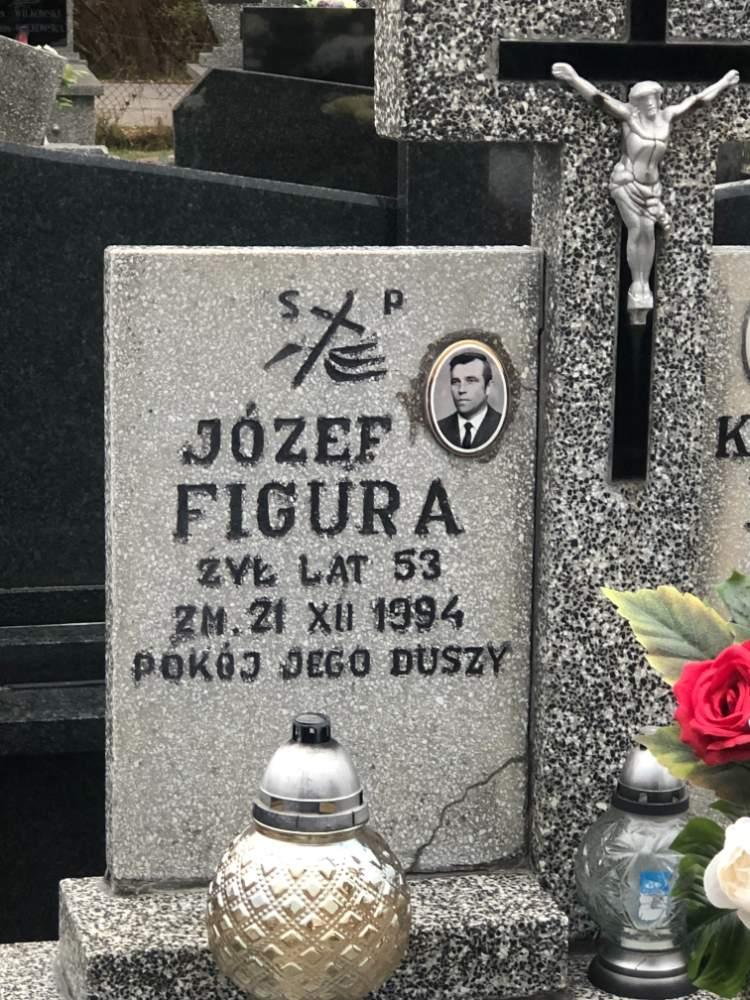 S P
JÓZEF
FIGURA
ŻYŁ LAT 53
ZM. 21 XII 1994
POKÓJ JEGO DUSZY
K